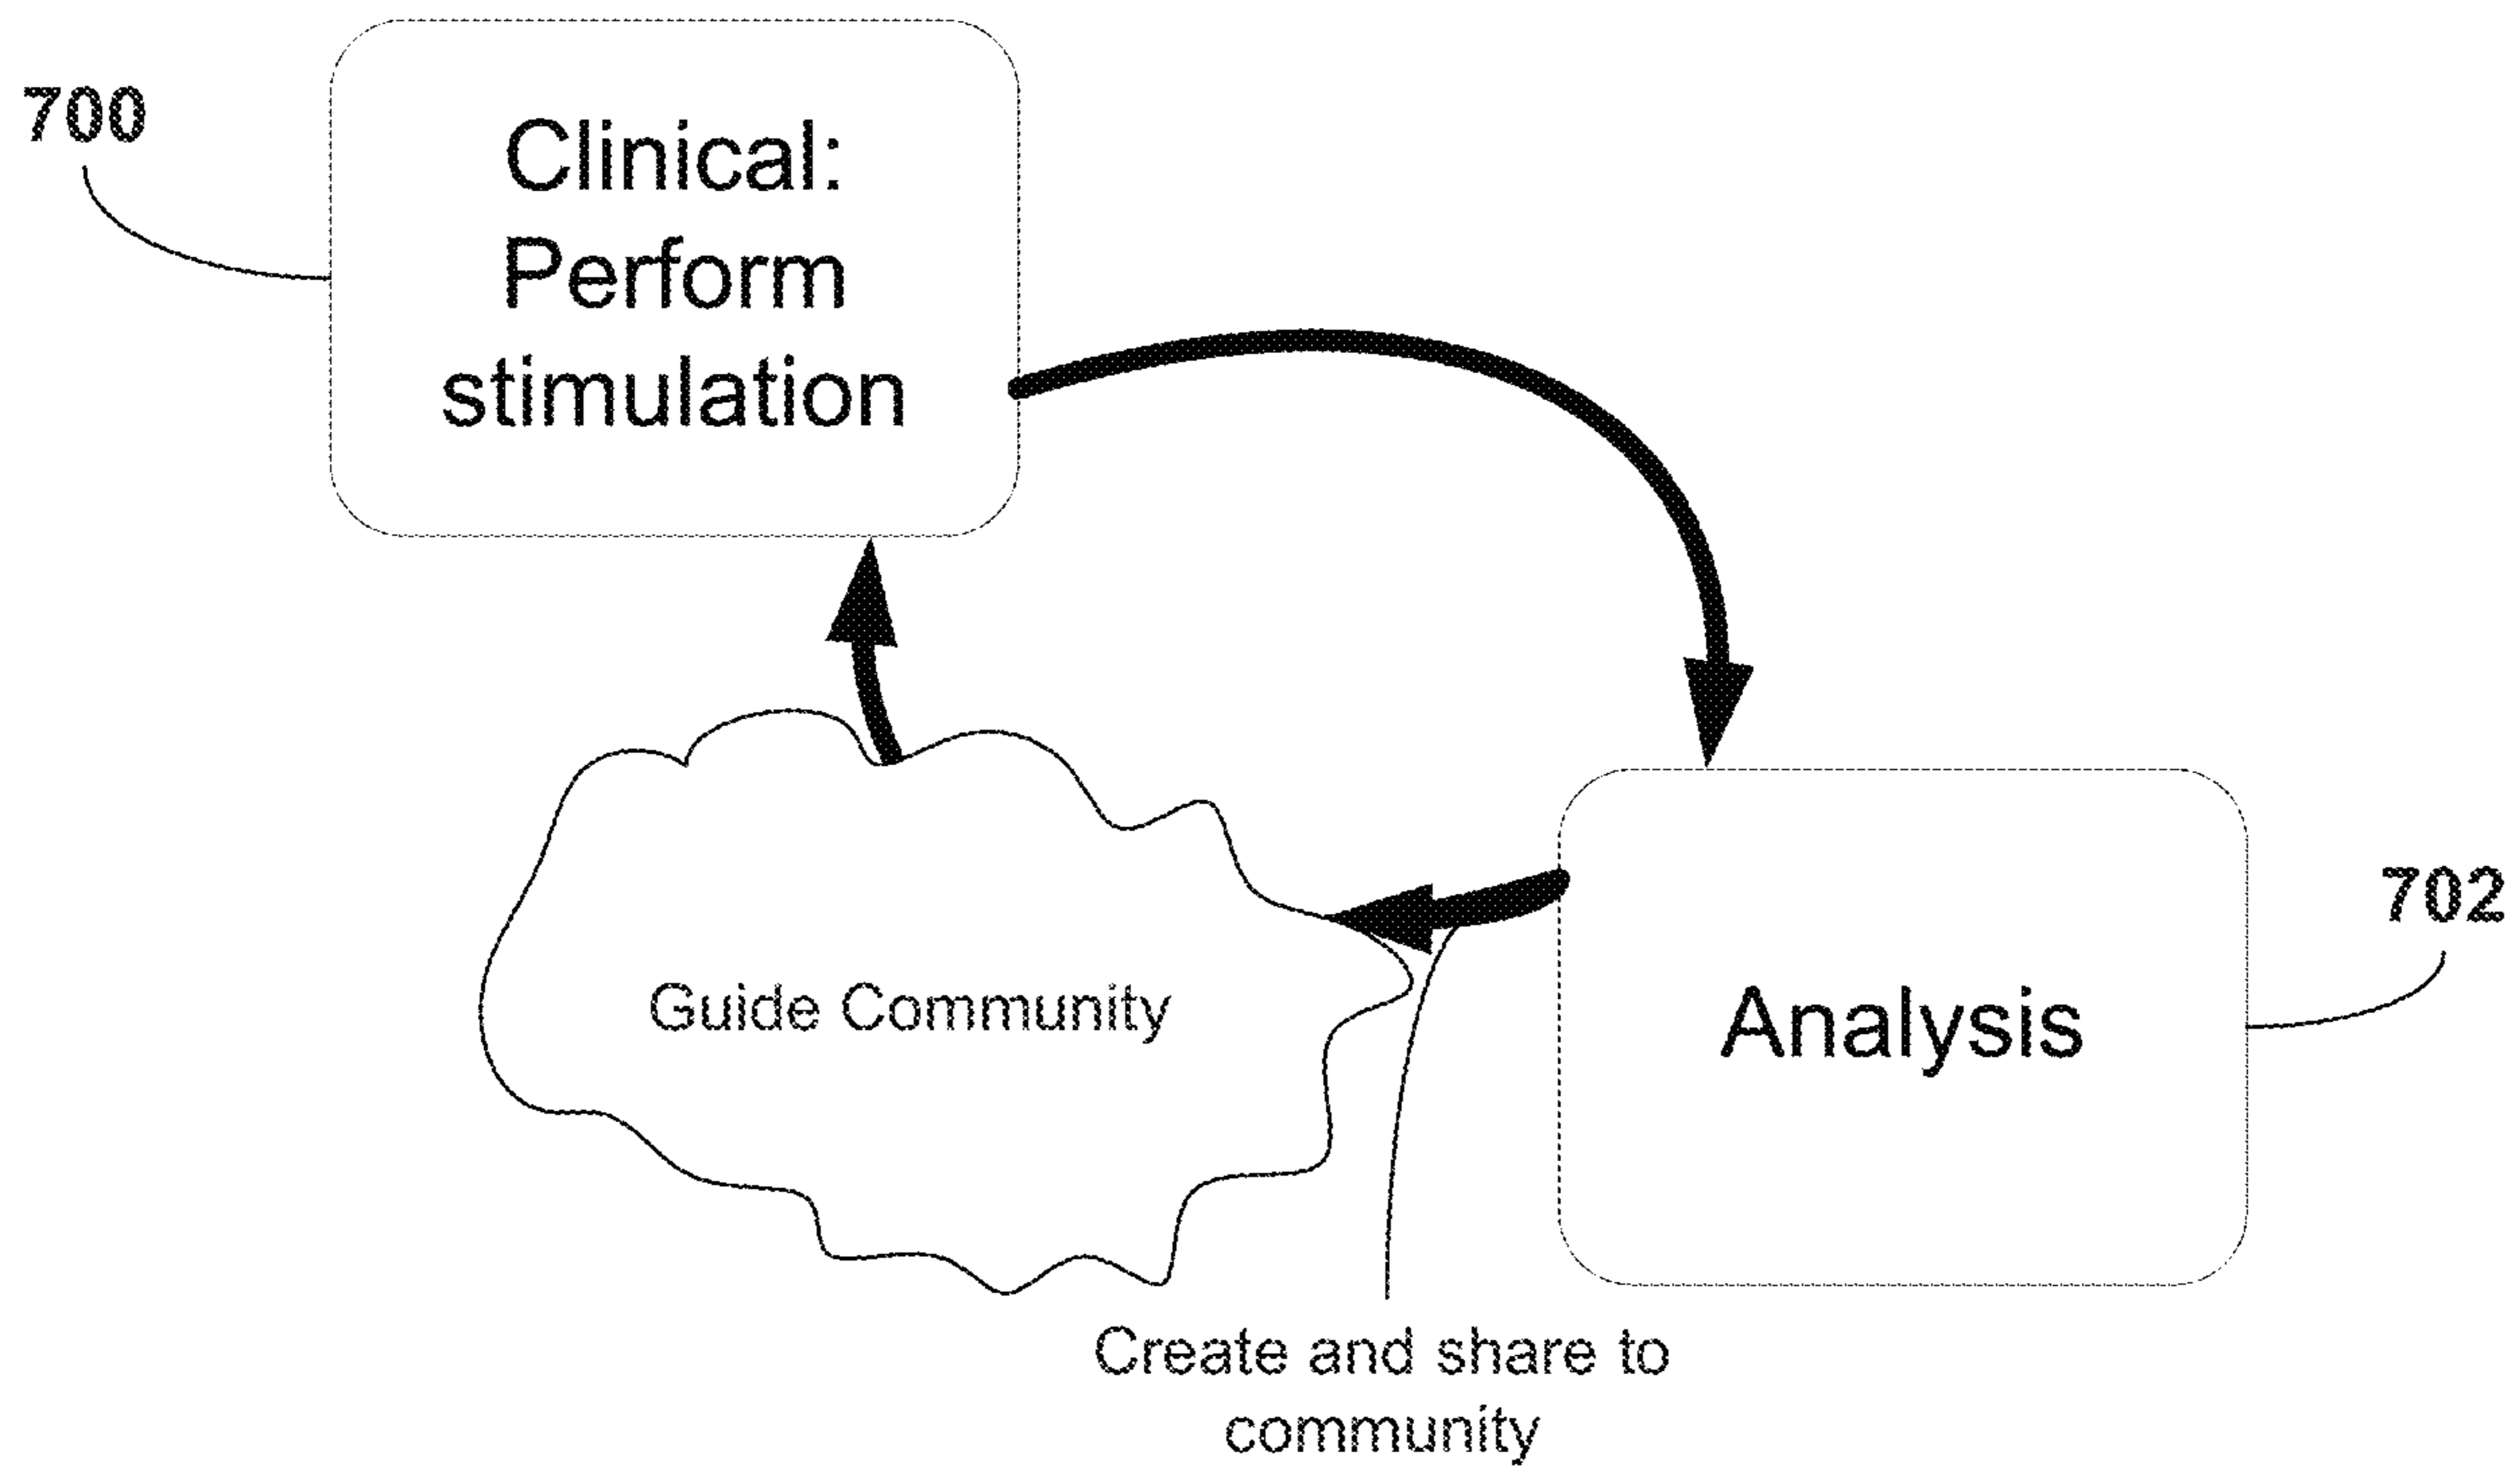 700
Clinical:
Perform
stimulation
702
Guide Community
Analysis
Create and share to
community